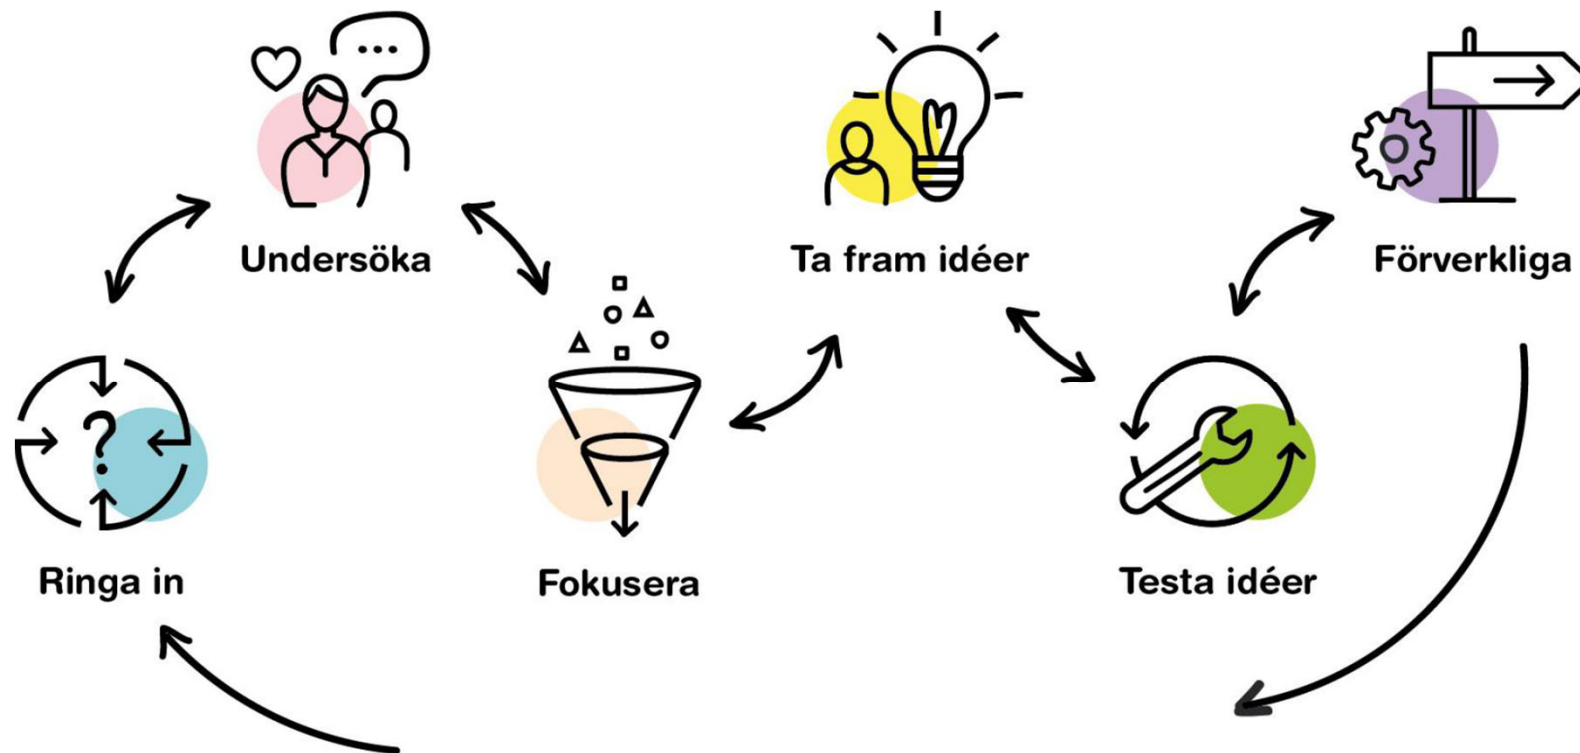 Undersöka
Ta fram idéer
Förverkliga
?
Ringa in
Fokusera
Testa idéer